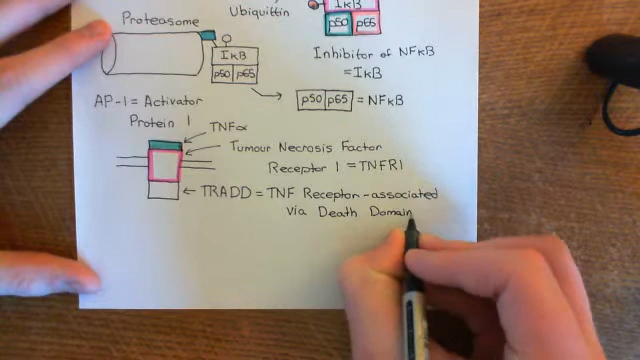 Proteasome
Ubiquitin
IκB
p50 p65
IκB
p50 p65
Inhibitor of NFκB
= IκB
p50 p65 = NFκB
AP-1 = Activator
Protein 1
TNFα
Tumour Necrosis Factor
Receptor 1 = TNFR1
TRADD = TNF Receptor-associated
via Death Domain